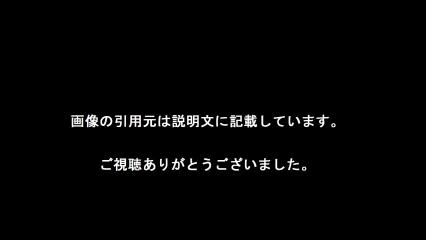 画像の引用元は説明文に記載しています。
ご視聴ありがとうございました。